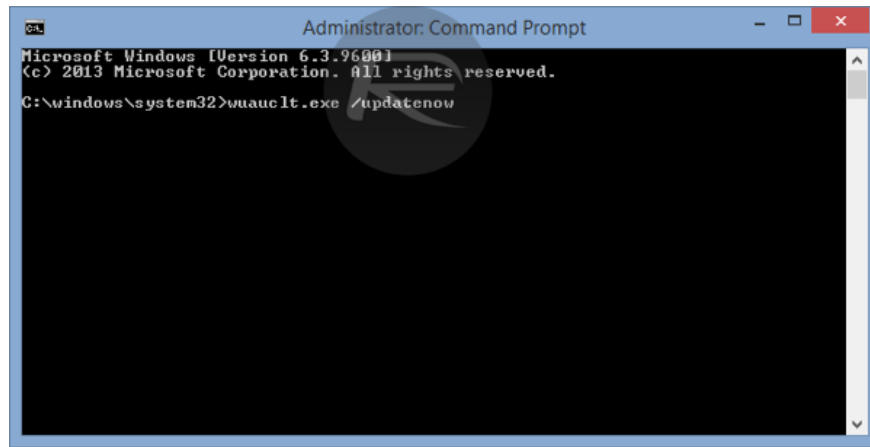 Administrator: Command Prompt
Microsoft Windows [Version 6.3.9600]
(c) 2013 Microsoft Corporation. All rights reserved.
C:\windows\system32>wuauclt.exe /updatenow